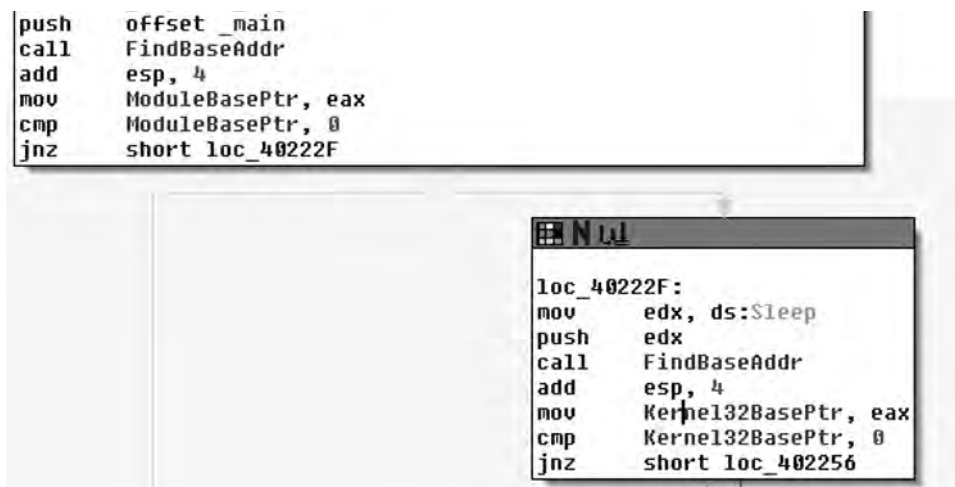 push offset _main
call FindBaseAddr
add esp, 4
mov ModuleBasePtr, eax
cmp ModuleBasePtr, 0
jnz short loc_40222F
loc_40222F:
mov edx, ds:Sleep
push edx
call FindBaseAddr
add esp, 4
mov Kernel32BasePtr, eax
cmp Kernel32BasePtr, 0
jnz short loc_402256